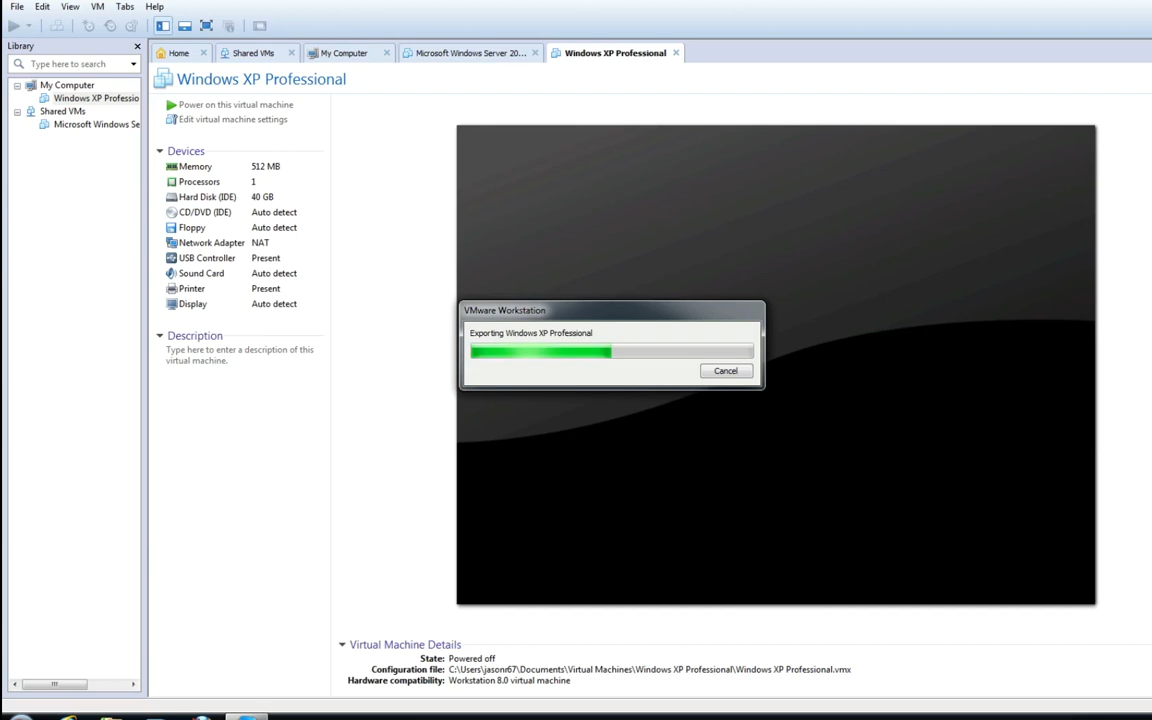 File Edit View VM Tabs Help
Library
Type here to search
My Computer
Windows XP Professio
Shared VMs
Microsoft Windows Se
Home
Shared VMs
My Computer
Microsoft Windows Server 20...
Windows XP Professional
Windows XP Professional
Power on this virtual machine
Edit virtual machine settings
Devices
Memory 512 MB
Processors 1
Hard Disk (IDE) 40 GB
CD/DVD (IDE) Auto detect
Floppy Auto detect
Network Adapter NAT
USB Controller Present
Sound Card Auto detect
Printer Present
Display Auto detect
Description
Type here to enter a description of this
virtual machine.
VMware Workstation
Exporting Windows XP Professional
Cancel
Virtual Machine Details
State: Powered off
Configuration file: C:\Users\jasonr67\Documents\Virtual Machines\Windows XP Professional\Windows XP Professional.vmx
Hardware compatibility: Workstation 8.0 virtual machine